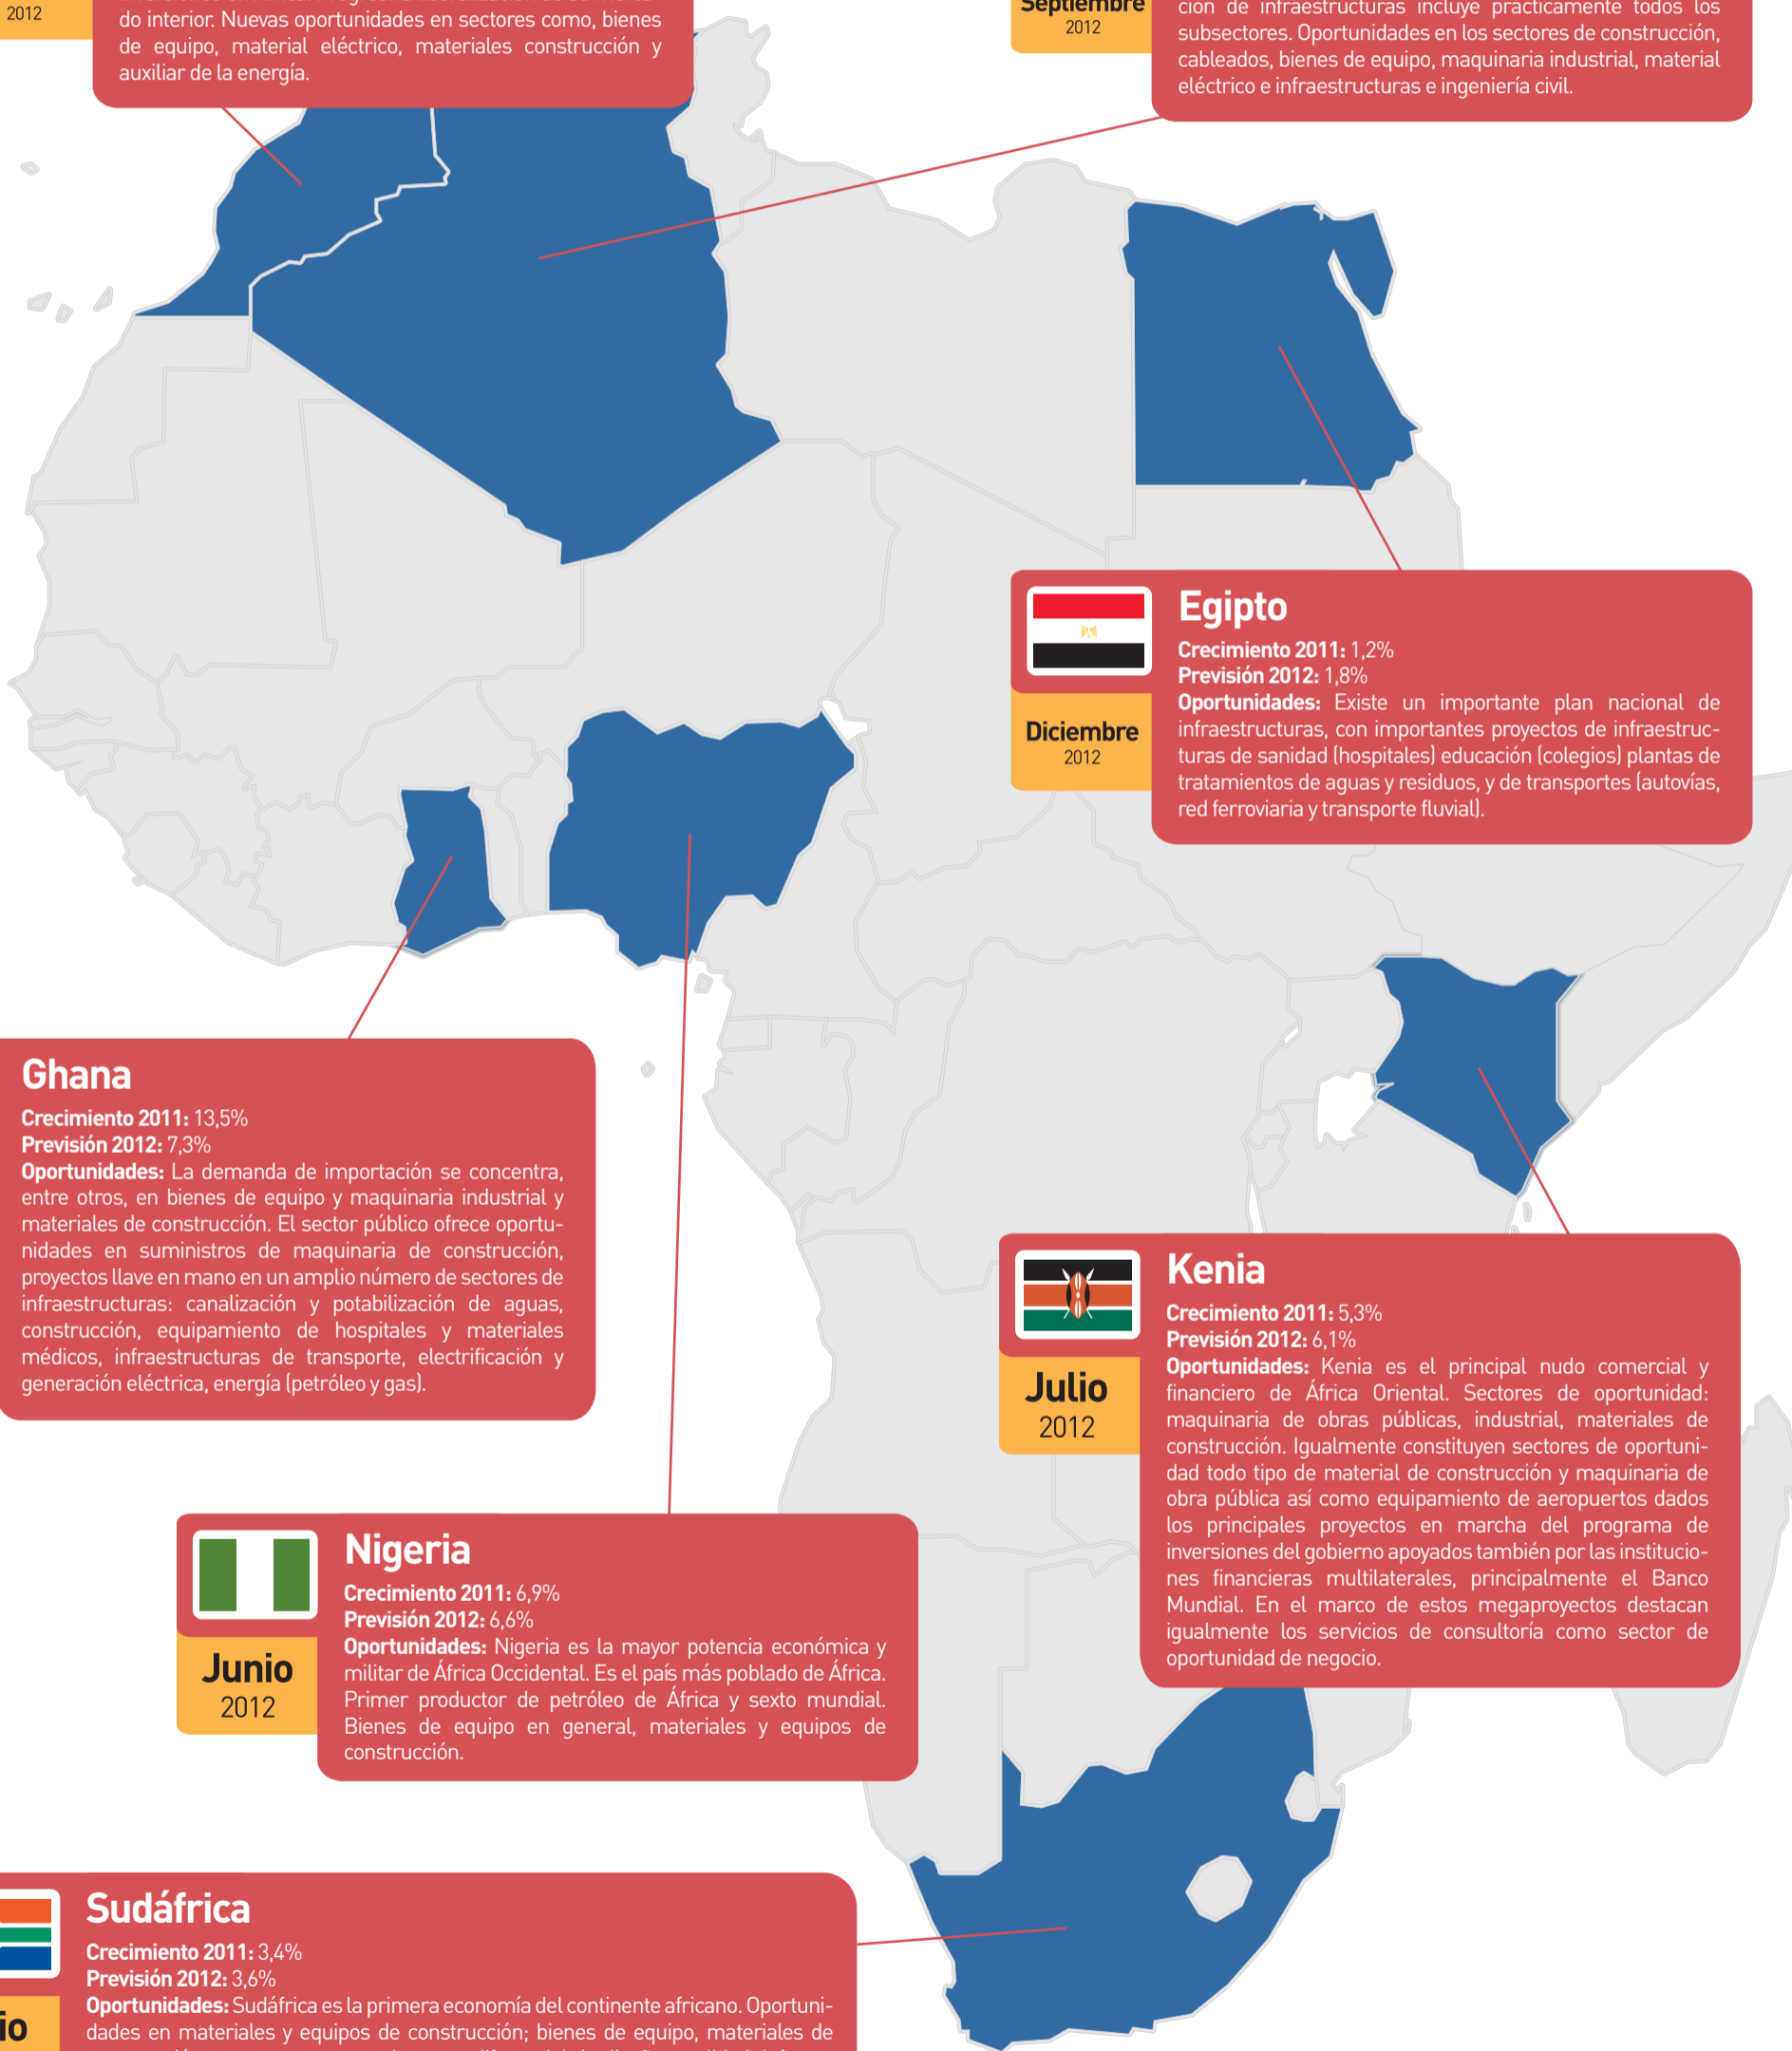 2012
do interior. Nuevas oportunidades en sectores como, bienes
de equipo, material eléctrico, materiales construcción y
auxiliar de la energía.
Septiembre
2012
ción de infraestructuras incluye prácticamente todos los
subsectores. Oportunidades en los sectores de construcción,
cableados, bienes de equipo, maquinaria industrial, material
eléctrico e infraestructuras e ingeniería civil.
Egipto
Crecimiento 2011: 1,2%
Previsión 2012: 1,8%
Oportunidades: Existe un importante plan nacional de
infraestructuras, con importantes proyectos de infraestruc-
turas de sanidad (hospitales) educación (colegios) plantas de
tratamientos de aguas y residuos, y de transportes (autovías,
red ferroviaria y transporte fluvial).
Diciembre
2012
Ghana
Crecimiento 2011: 13,5%
Previsión 2012: 7,3%
Oportunidades: La demanda de importación se concentra,
entre otros, en bienes de equipo y maquinaria industrial y
materiales de construcción. El sector público ofrece oportu-
nidades en suministros de maquinaria de construcción,
proyectos llave en mano en un amplio número de sectores de
infraestructuras: canalización y potabilización de aguas,
construcción, equipamiento de hospitales y materiales
médicos, infraestructuras de transporte, electrificación y
generación eléctrica, energía (petróleo y gas).
Kenia
Crecimiento 2011: 5,3%
Previsión 2012: 6,1%
Oportunidades: Kenia es el principal nudo comercial y
financiero de África Oriental. Sectores de oportunidad:
maquinaria de obras públicas, industrial, materiales de
construcción. Igualmente constituyen sectores de oportuni-
dad todo tipo de material de construcción y maquinaria de
obra pública así como equipamiento de aeropuertos dados
los principales proyectos en marcha del programa de
inversiones del gobierno apoyados también por las institucio-
nes financieras multilaterales, principalmente el Banco
Mundial. En el marco de estos megaproyectos destacan
igualmente los servicios de consultoría como sector de
oportunidad de negocio.
Julio
2012
Nigeria
Crecimiento 2011: 6,9%
Previsión 2012: 6,6%
Oportunidades: Nigeria es la mayor potencia económica y
militar de África Occidental. Es el país más poblado de África.
Primer productor de petróleo de África y sexto mundial.
Bienes de equipo en general, materiales y equipos de
construcción.
Junio
2012
Sudáfrica
Crecimiento 2011: 3,4%
Previsión 2012: 3,6%
Oportunidades: Sudáfrica es la primera economía del continente africano. Oportuni-
dades en materiales y equipos de construcción; bienes de equipo, materiales de
io